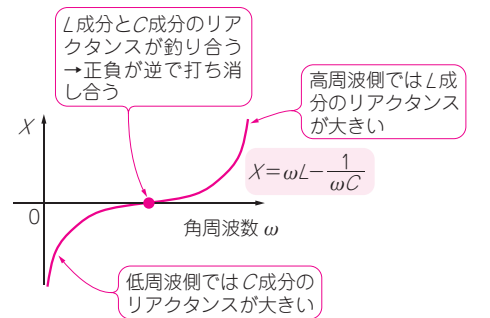 L成分とC成分のリア
クタンスが釣り合う
→正負が逆で打ち消
し合う
高周波側ではL成
分のリアクタンス
が大きい
X
X=ωL−1/ωC
0
角周波数ω
低周波側ではC成分の
リアクタンスが大きい